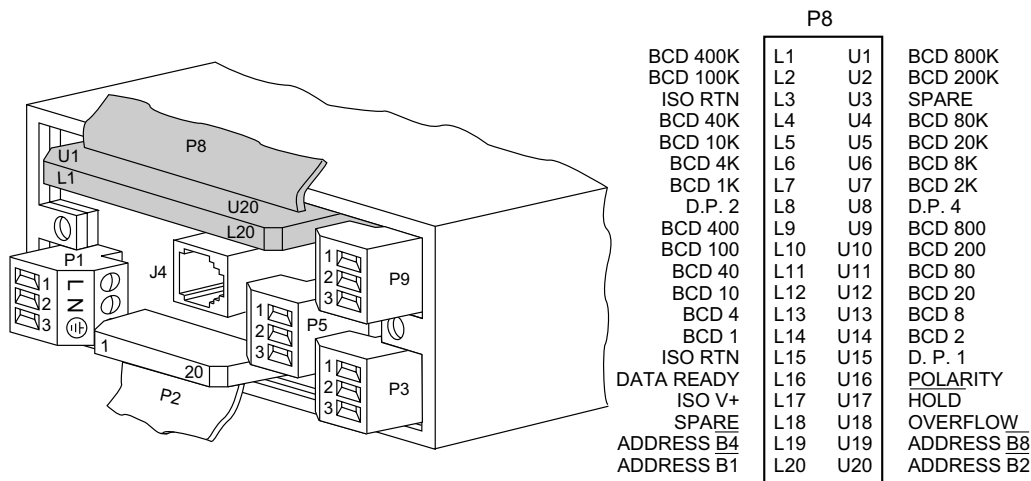 P8
U1
L1
U20
L20
P1
1
2
3
L
N
J4
1
2
3
P9
1
2
3
P5
1
2
3
P3
1
20
P2
P8
BCD 400K L1 U1 BCD 800K
BCD 100K L2 U2 BCD 200K
ISO RTN L3 U3 SPARE
BCD 40K L4 U4 BCD 80K
BCD 10K L5 U5 BCD 20K
BCD 4K L6 U6 BCD 8K
BCD 1K L7 U7 BCD 2K
D.P. 2 L8 U8 D.P. 4
BCD 400 L9 U9 BCD 800
BCD 100 L10 U10 BCD 200
BCD 40 L11 U11 BCD 80
BCD 10 L12 U12 BCD 20
BCD 4 L13 U13 BCD 8
BCD 1 L14 U14 BCD 2
ISO RTN L15 U15 D. P. 1
DATA READY L16 U16 POLARITY
ISO V+ L17 U17 H̅O̅L̅D̅
SPARE L18 U18 OVERFLOW
ADDRESS B̅4̅ L19 U19 ADDRESS B̅8̅
ADDRESS B̅1̅ L20 U20 ADDRESS B̅2̅